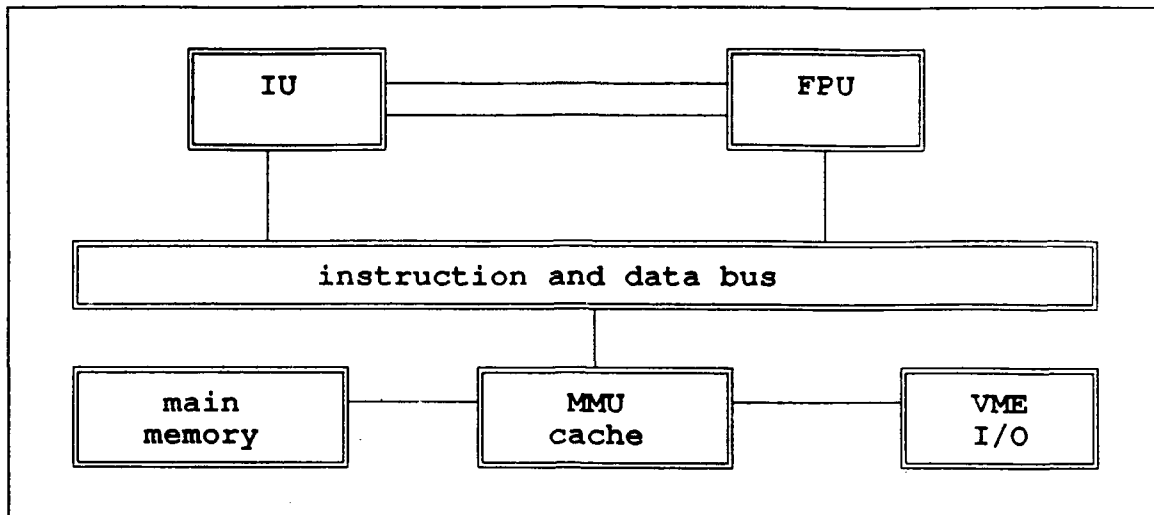 IU
FPU
instruction and data bus
main
memory
MMU
cache
VME
I/O